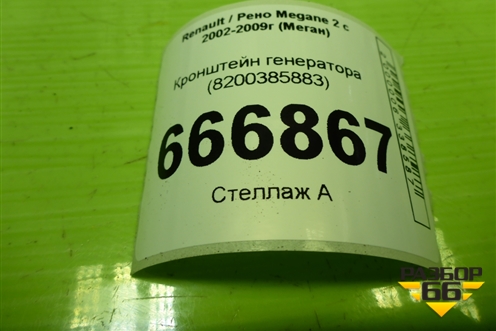 Renault / Рено Megane 2 с
2002-2009г (Меган)
Кронштейн генератора
(8200385883)
666867
Стеллаж А
РАЗБОР
66